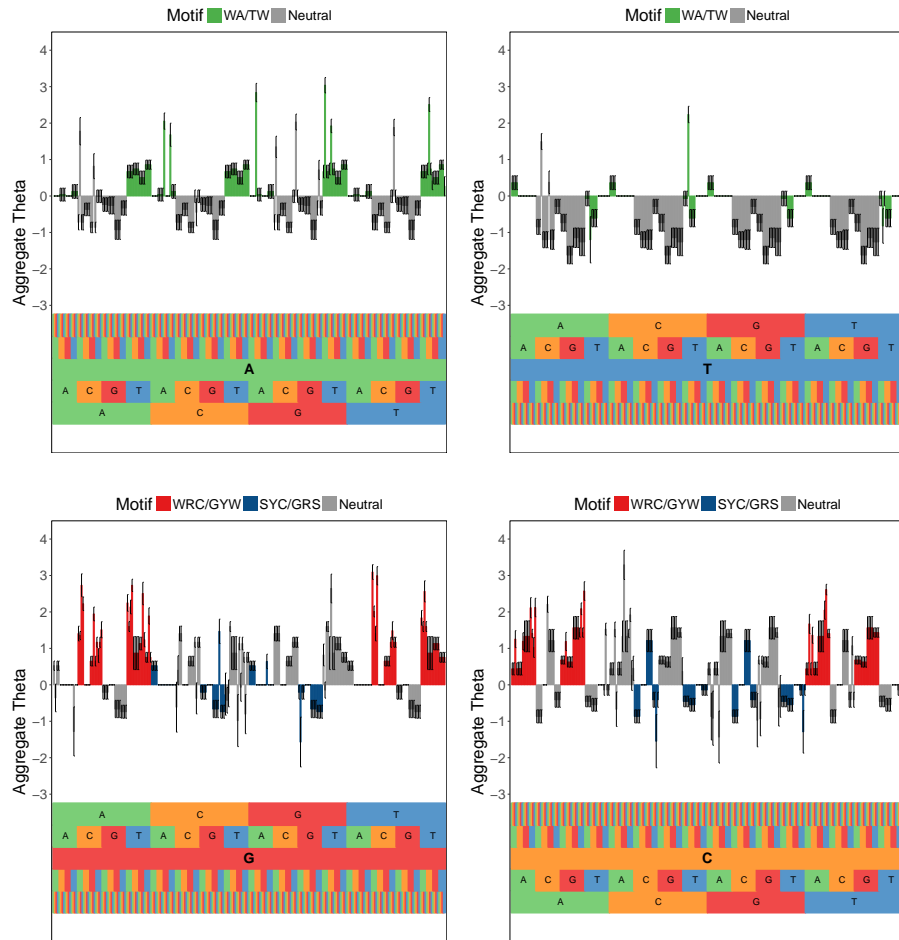 Motif WA/TW Neutral
4
3
2
1
0
−1
−2
−3
Aggregate Theta
A
A C G T A C G T A C G T A C G T
A C G T
Motif WA/TW Neutral
4
3
2
1
0
−1
−2
−3
Aggregate Theta
A C G T
A C G T A C G T A C G T A C G T
T
Motif WRC/GYW SYC/GRS Neutral
4
3
2
1
0
−1
−2
−3
Aggregate Theta
A C G T
A C G T A C G T A C G T A C G T
G
Motif WRC/GYW SYC/GRS Neutral
4
3
2
1
0
−1
−2
−3
Aggregate Theta
C
A C G T A C G T A C G T A C G T
A C G T